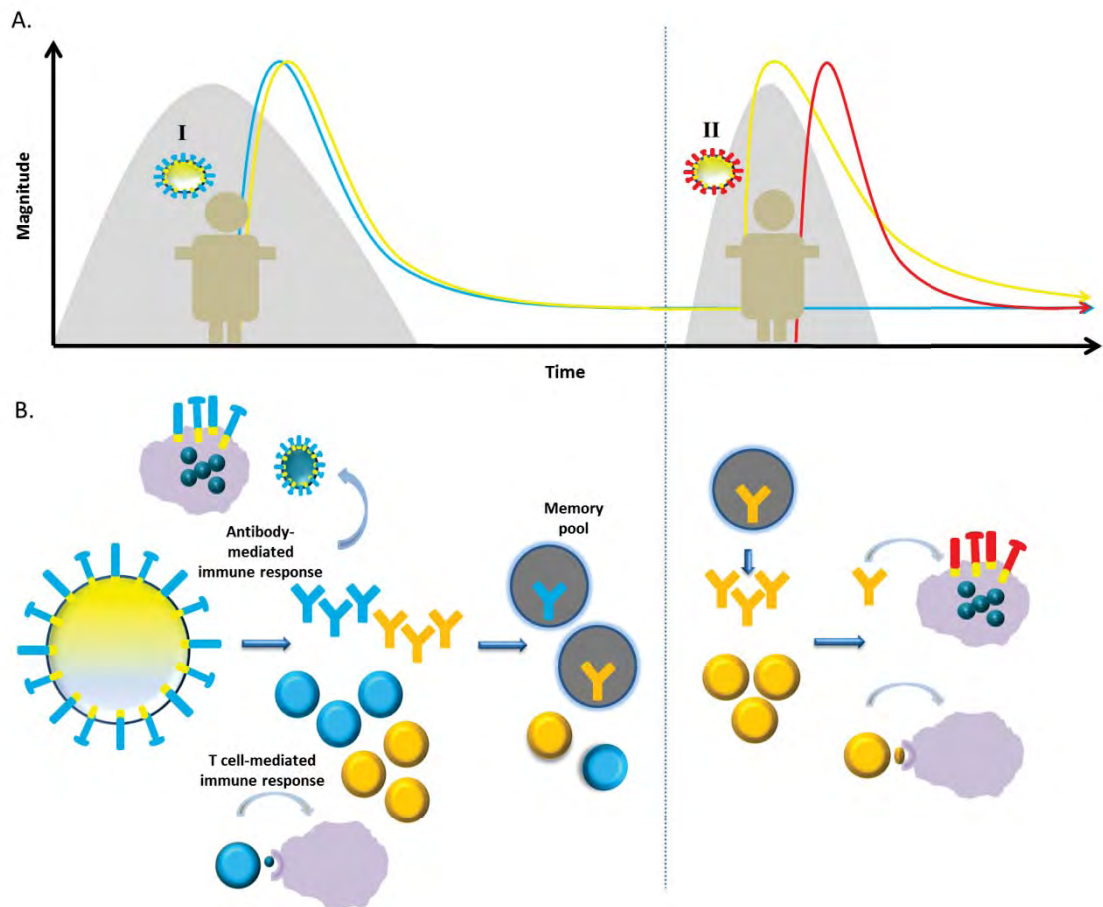 A.
I
II
Magnitude
Time
B.
Antibody-
mediated
immune response
Memory
pool
T cell-mediated
immune response